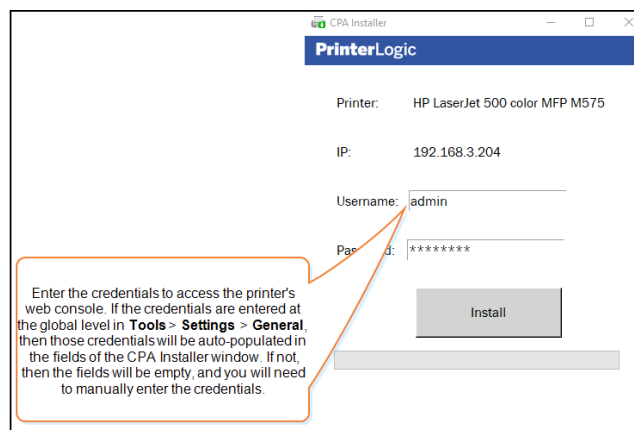 CPA Installer
PrinterLogic
Printer: HP LaserJet 500 color MFP M575
IP: 192.168.3.204
Username: admin
Pas d: ********
Enter the credentials to access the printer's
web console. If the credentials are entered at
the global level in Tools > Settings > General,
then those credentials will be auto-populated in
the fields of the CPA Installer window. If not,
then the fields will be empty, and you will need
to manually enter the credentials.
Install